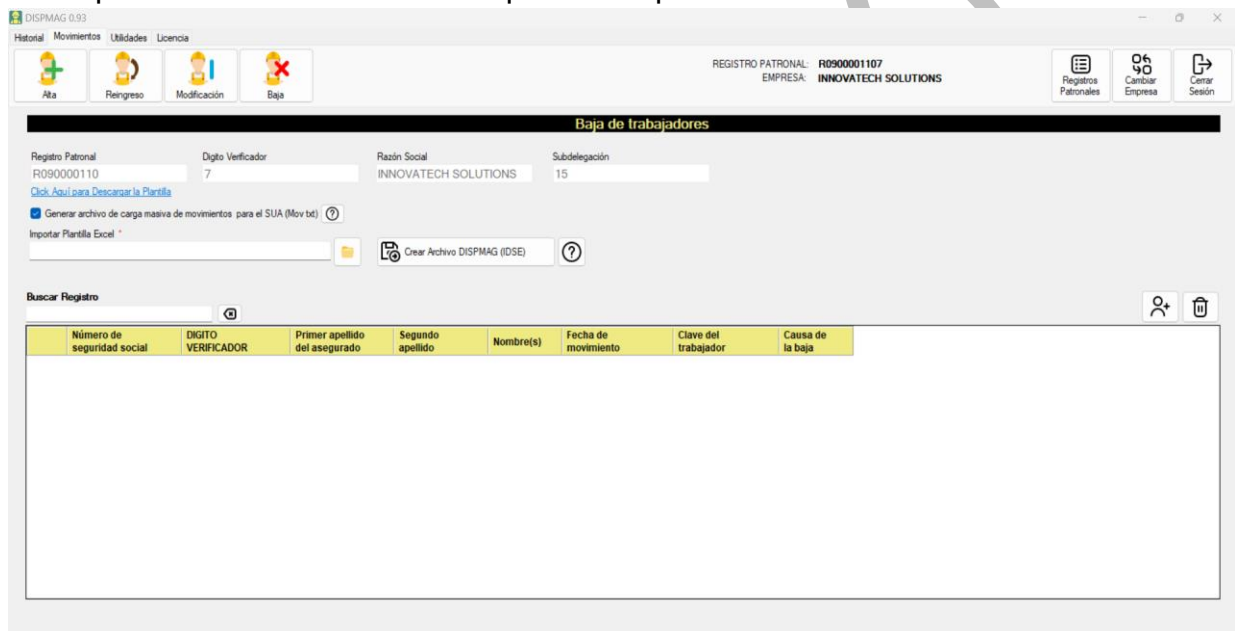 DISPMAG 0.93
Historial Movimientos Utilidades Licencia
Alta Reingreso Modificación Baja
REGISTRO PATRONAL: R0900001107
EMPRESA: INNOVATECH SOLUTIONS
Registros Patronales
Cambiar Empresa
Cerrar Sesión
Baja de trabajadores
Registro Patronal Digito Verificador Razón Social Subdelegación
R090000110 7 INNOVATECH SOLUTIONS 15
Click Aquí para Descargar la Plantilla
Generar archivo de carga masiva de movimientos para el SUA (Mov txt) ?
Importar Plantilla Excel *
Crear Archivo DISPMAG (IDSE) ?
Buscar Registro
Número de seguridad social
DIGITO VERIFICADOR
Primer apellido del asegurado
Segundo apellido
Nombre(s)
Fecha de movimiento
Clave del trabajador
Causa de la baja